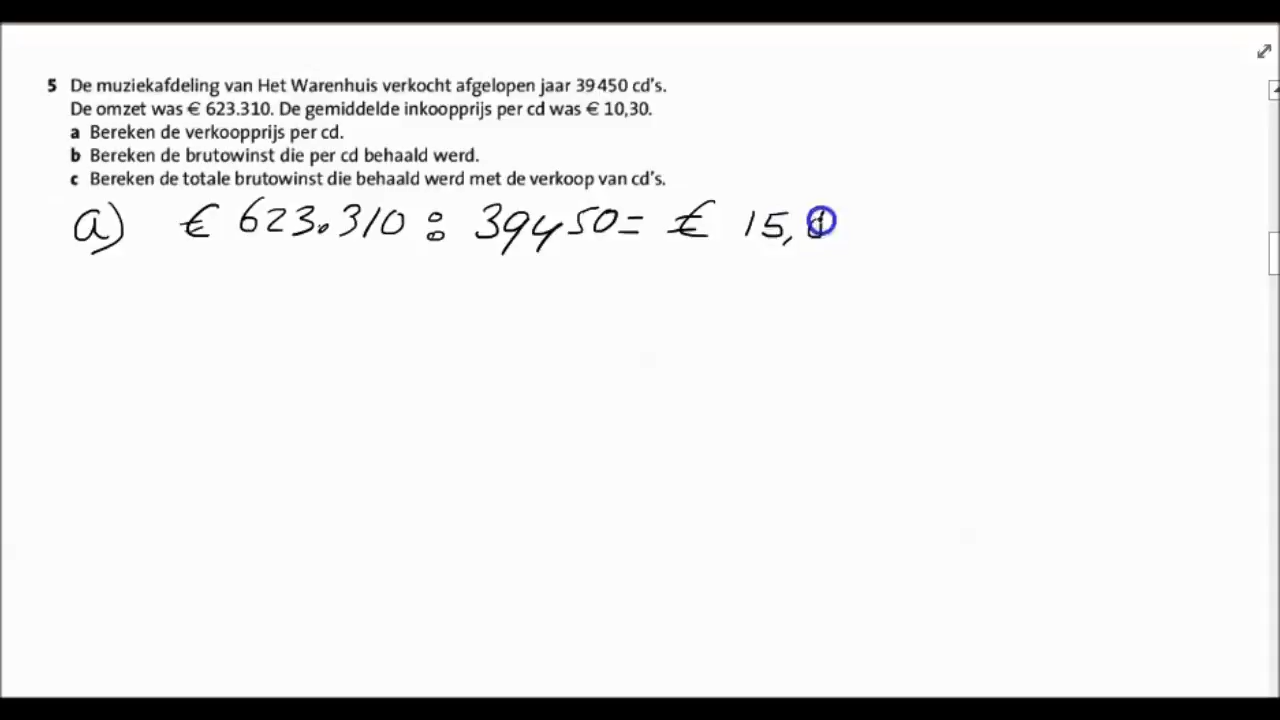 5 De muziekafdeling van Het Warenhuis verkocht afgelopen jaar 39 450 cd's.
De omzet was € 623.310. De gemiddelde inkoopprijs per cd was € 10,30.
a Bereken de verkoopprijs per cd.
b Bereken de brutowinst die per cd behaald werd.
c Bereken de totale brutowinst die behaald werd met de verkoop van cd's.
a) € 623.310 : 39450 = € 15,